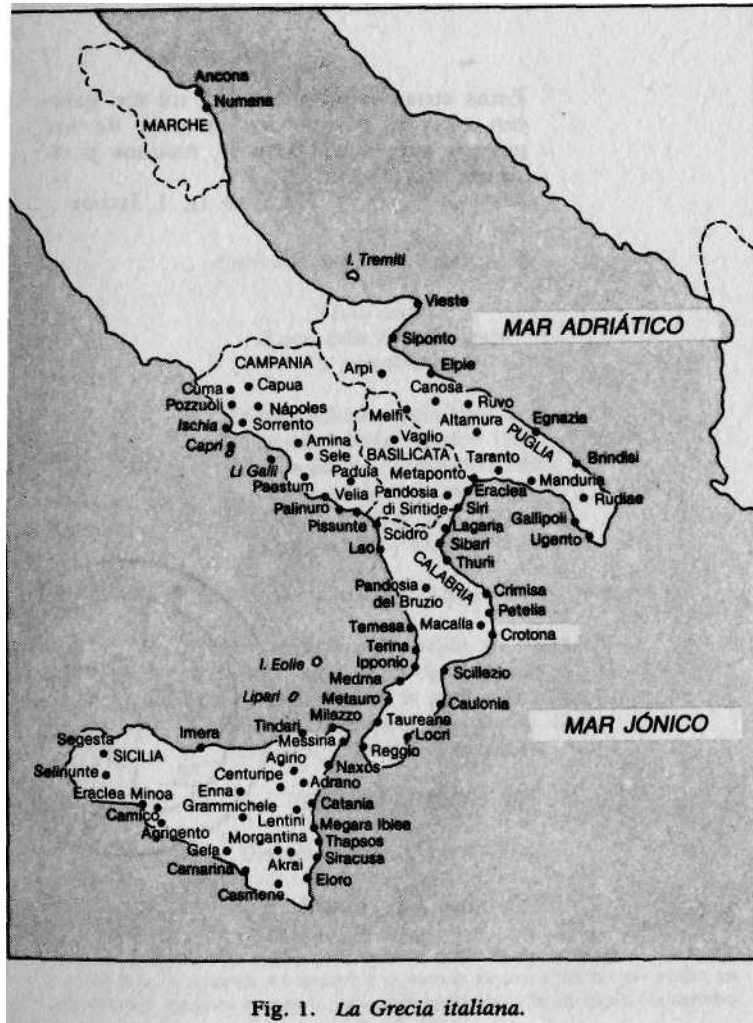 Ancona
Numana
MARCHE
I. Tremiti
Vieste
MAR ADRIÁTICO
Siponto
CAMPANIA
Arpi
Elpie
Cuma
Capua
Canosa
Pozzuoli
Nápoles
Melfi
Ruvo
Ischia
Sorrento
Altamura
Egnazia
Capri
Amina
Vaglio
PUGLIA
Li Galli
Sele
BASILICATA
Taranto
Brindisi
Padula
Metaponto
Manduria
Paestum
Velia
Pandosia
di Siritide
Eraclea
Rudiae
Palinuro
Siri
Gallipoli
Pissunte
Scidro
Lagaria
Ugento
Lao
Sibari
Thurii
CALABRIA
Pandosia
del Bruzio
Crimisa
Petelia
Temesa
Macalla
Crotona
Terina
I. Eolie
Ipponio
Medma
Scillezio
Lipari
Metauro
Caulonia
Milazzo
Tindari
Taureana
MAR JÓNICO
Segesta
Imera
Messina
Locri
SICILIA
Reggio
Selinunte
Agirio
Naxos
Centuripe
Adrano
Eraclea Minoa
Enna
Catania
Camico
Grammichele
Lentini
Megara Iblea
Agrigento
Morgantina
Thapsos
Gela
Siracusa
Camarina
Akrai
Eloro
Casmene
Fig. 1. La Grecia italiana.